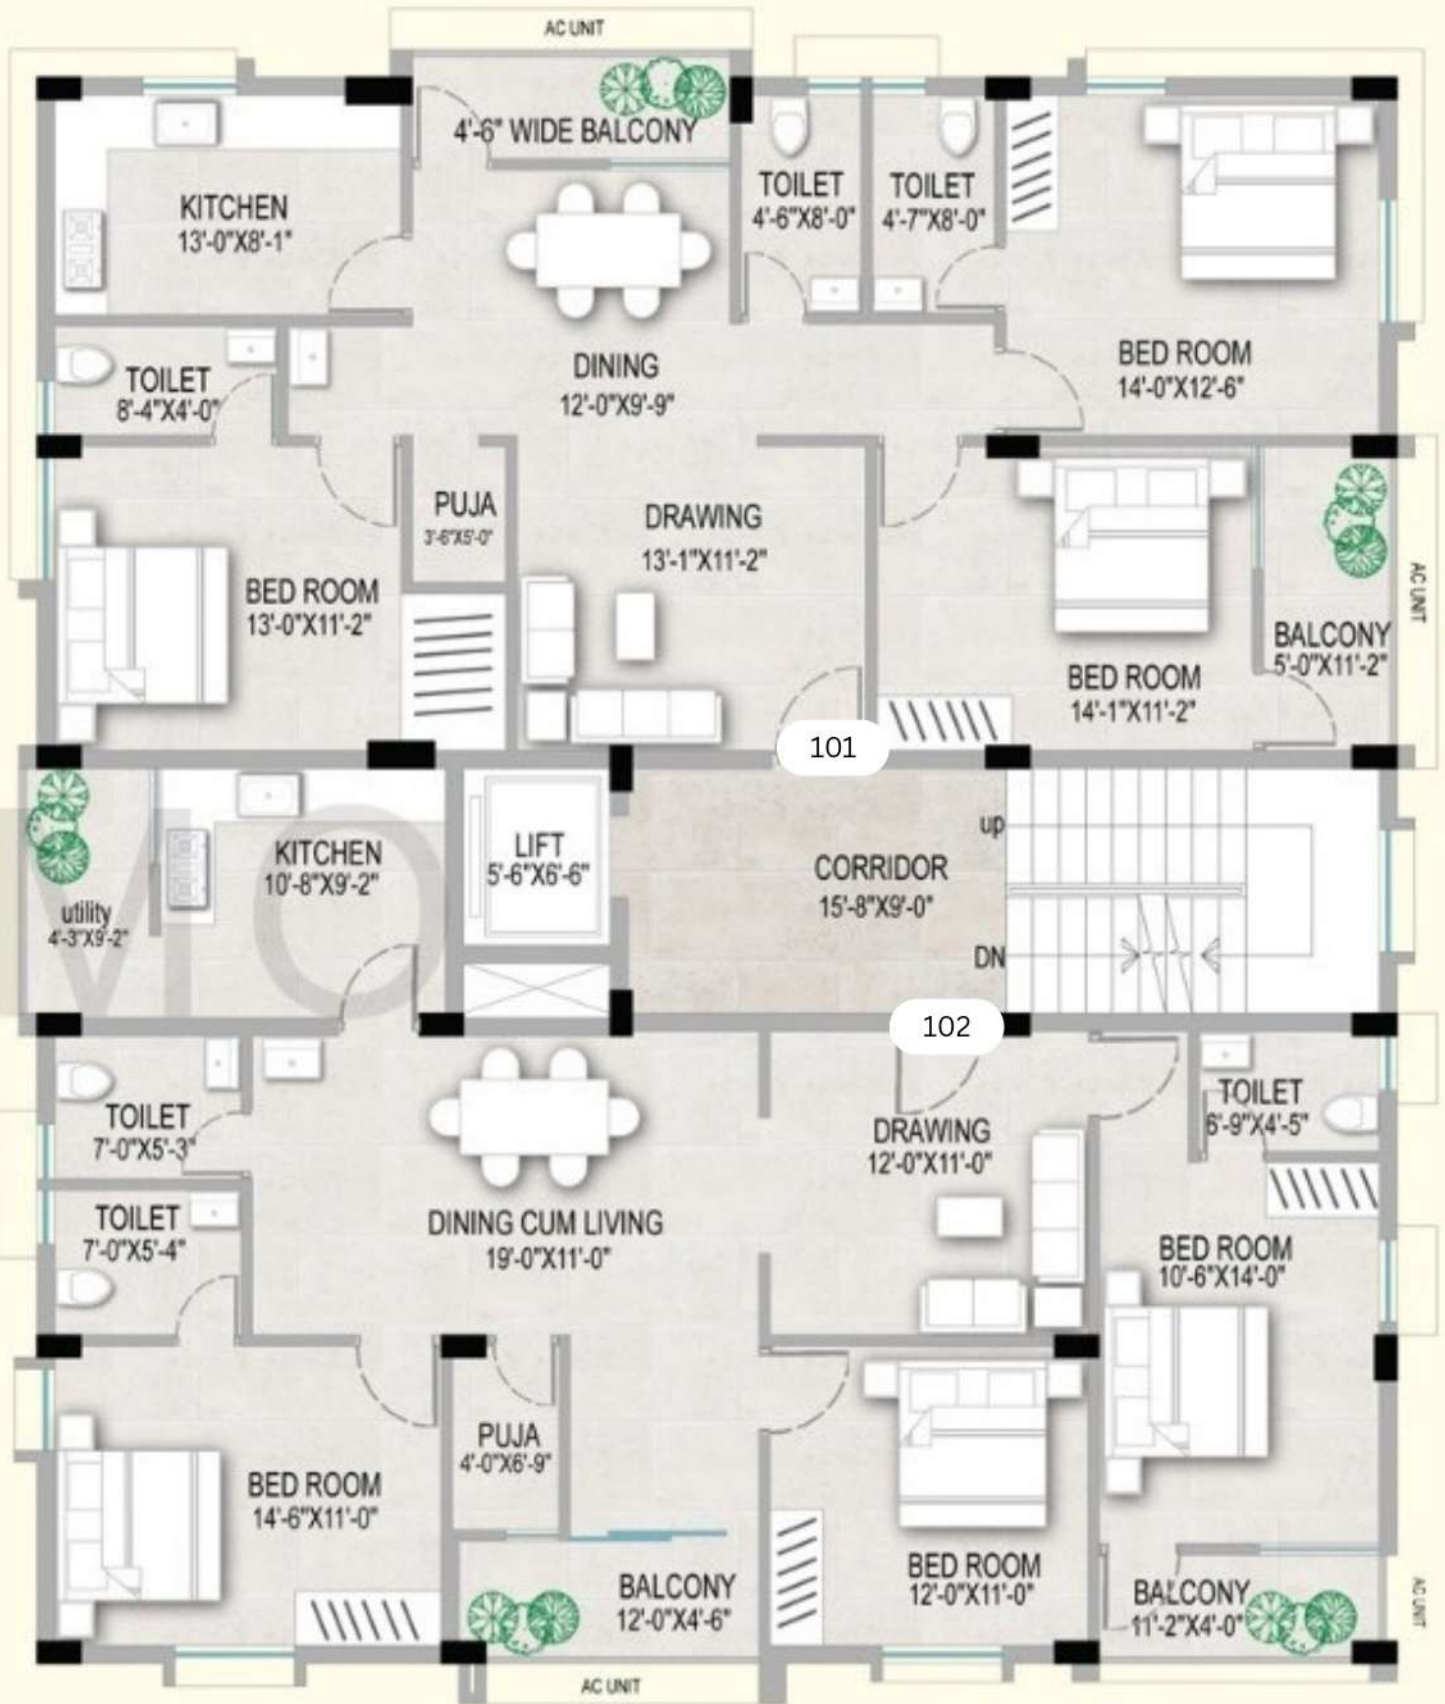 AC UNIT
4'-6" WIDE BALCONY
KITCHEN
13'-0"X8'-1"
TOILET
4'-6"X8'-0"
TOILET
4'-7"X8'-0"
BED ROOM
14'-0"X12'-6"
TOILET
8'-4"X4'-0"
DINING
12'-0"X9'-9"
PUJA
3'-6"X5'-0"
DRAWING
13'-1"X11'-2"
BED ROOM
13'-0"X11'-2"
BED ROOM
14'-1"X11'-2"
BALCONY
5'-0"X11'-2"
AC UNIT
101
MO
utility
4'-3"X9'-2"
KITCHEN
10'-8"X9'-2"
LIFT
5'-6"X6'-6"
CORRIDOR
15'-8"X9'-0"
up
DN
102
TOILET
7'-0"X5'-3"
TOILET
7'-0"X5'-4"
DINING CUM LIVING
19'-0"X11'-0"
DRAWING
12'-0"X11'-0"
TOILET
6'-9"X4'-5"
BED ROOM
10'-6"X14'-0"
BED ROOM
14'-6"X11'-0"
PUJA
4'-0"X6'-9"
BALCONY
12'-0"X4'-6"
BED ROOM
12'-0"X11'-0"
BALCONY
11'-2"X4'-0"
AC UNIT
AC UNIT